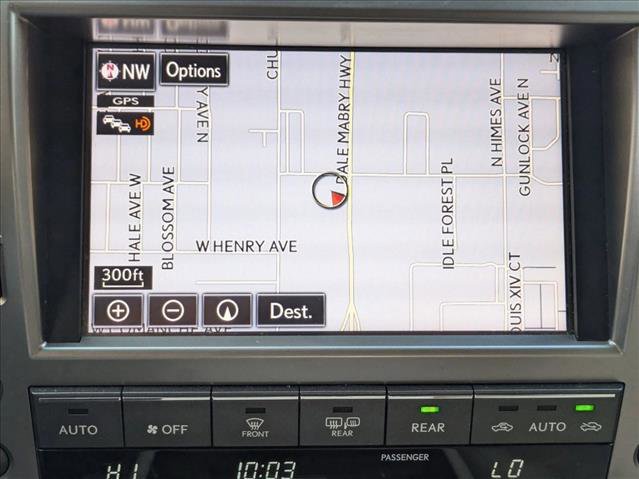 NW
Options
GPS
HD
CHU
Y AVE N
DALE MABRY HWY
N HIMES AVE
GUNLOCK AVE N
HALE AVE W
BLOSSOM AVE
IDLE FOREST PL
W HENRY AVE
OUIS XIV CT
300ft
Dest.
AUTO
OFF
FRONT
REAR
REAR
AUTO
PASSENGER
HI
10:03
LO